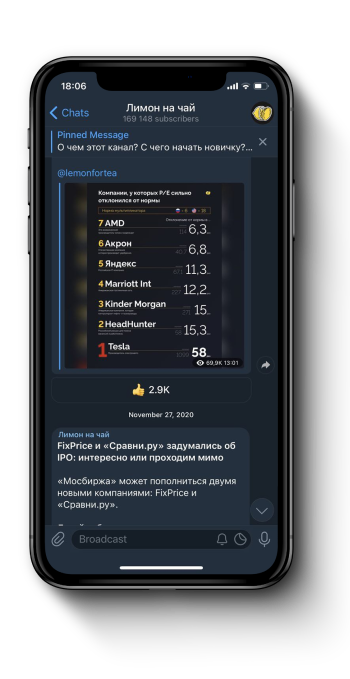 18:06
Chats
Лимон на чай
169 148 subscribers
Pinned Message
О чем этот канал? С чего начать новичку?...
@lemonfortea
Компании, у которых P/E сильно
отклонился от нормы
7 AMD
6,3
6 Акрон
6,8
5 Яндекс
11,3
4 Marriott Int
12,2
3 Kinder Morgan
15
2 HeadHunter
15,3
1 Tesla
58
69,9K 13:01
2.9K
November 27, 2020
Лимон на чай
FixPrice и «Сравни.ру» задумались об
IPO: интересно или проходим мимо
«Мосбиржа» может пополниться двумя
новыми компаниями: FixPrice и
«Сравни.ру».
Broadcast